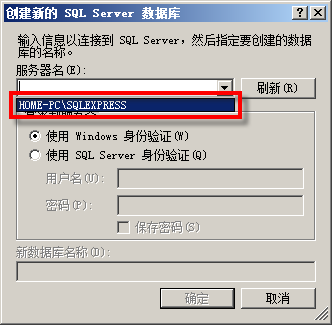 创建新的 SQL Server 数据库
输入信息以连接到 SQL Server，然后指定要创建的数据
库的名称。
服务器名(E):
刷新(R)
HOME-PC\SQLEXPRESS
使用 Windows 身份验证(W)
使用 SQL Server 身份验证(Q)
用户名(U):
密码(P):
保存密码(S)
新数据库名称(D):
确定
取消